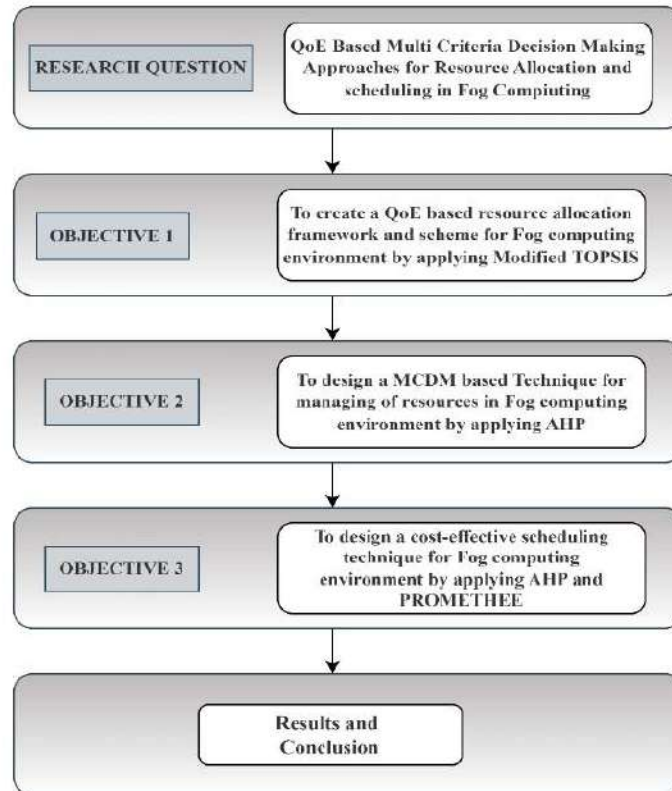 RESEARCH QUESTION
QoE Based Multi Criteria Decision Making
Approaches for Resource Allocation and
scheduling in Fog Compiuting
OBJECTIVE 1
To create a QoE based resource allocation
framework and scheme for Fog computing
environment by applying Modified TOPSIS
OBJECTIVE 2
To design a MCDM based Technique for
managing of resources in Fog computing
environment by applying AHP
OBJECTIVE 3
To design a cost-effective scheduling
technique for Fog computing
environment by applying AHP and
PROMETHEE
Results and
Conclusion